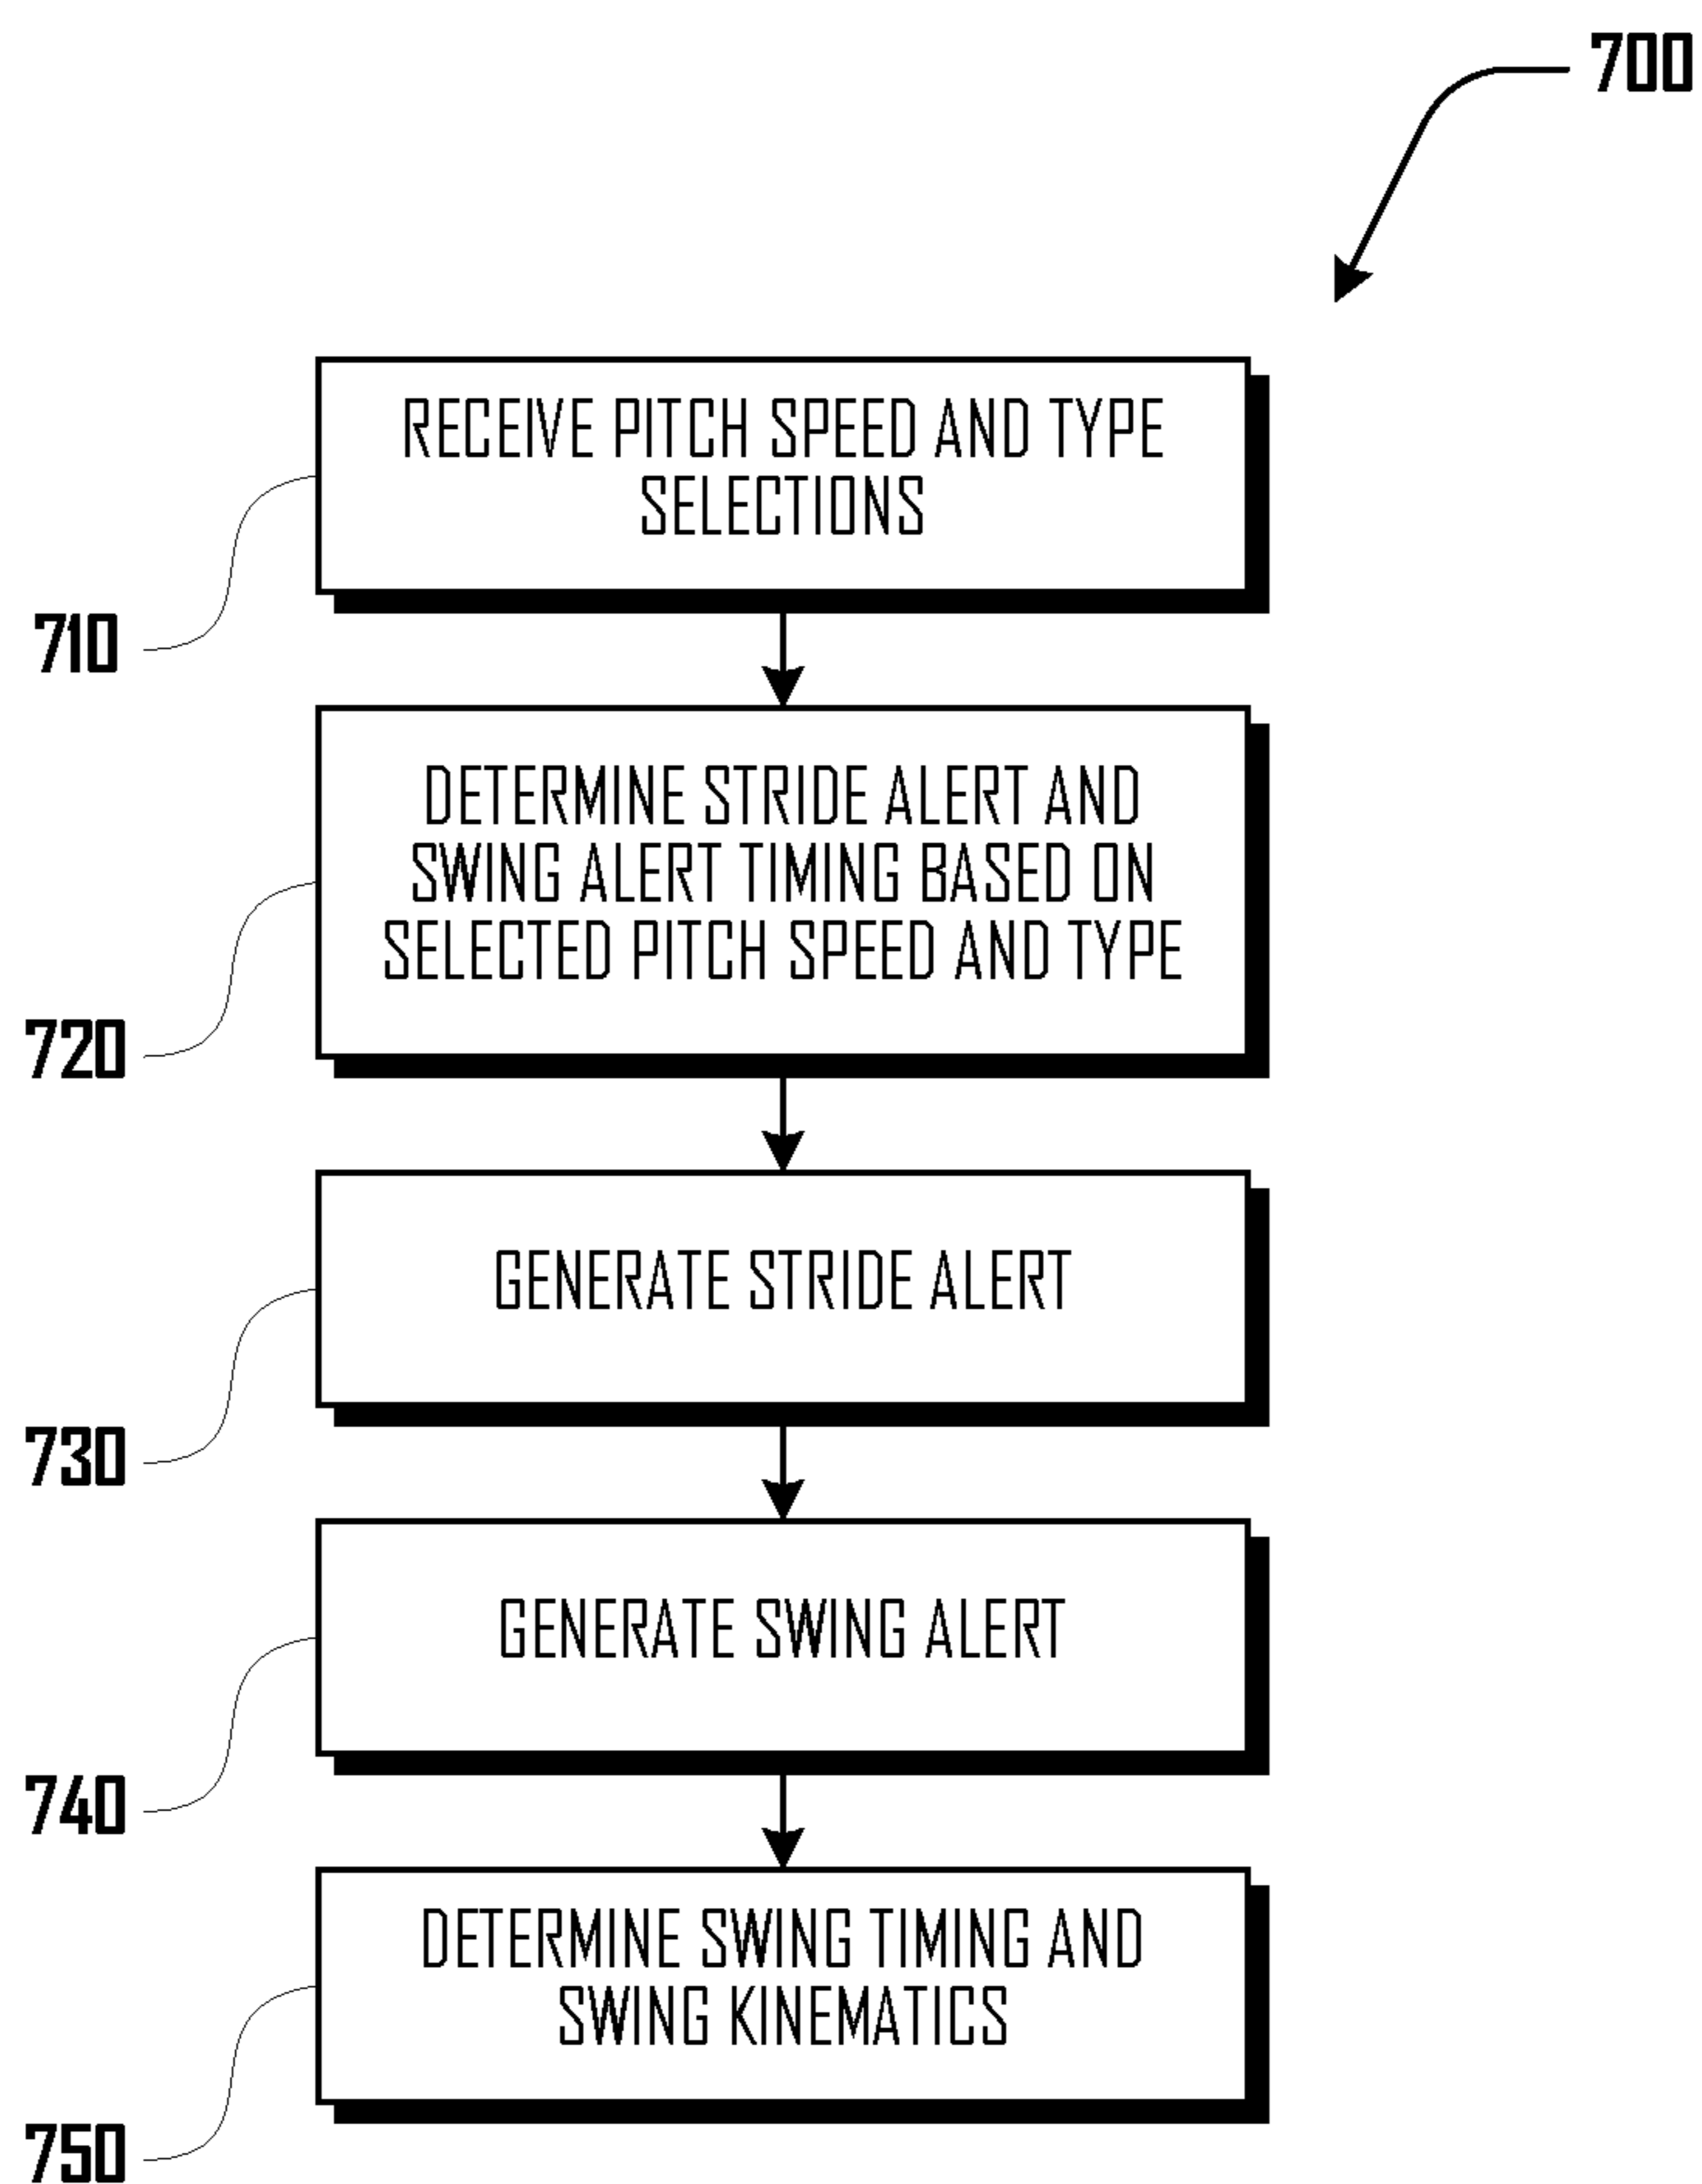 700
RECEIVE PITCH SPEED AND TYPE
SELECTIONS
710
DETERMINE STRIDE ALERT AND
SWING ALERT TIMING BASED ON
SELECTED PITCH SPEED AND TYPE
720
GENERATE STRIDE ALERT
730
GENERATE SWING ALERT
740
DETERMINE SWING TIMING AND
SWING KINEMATICS
750